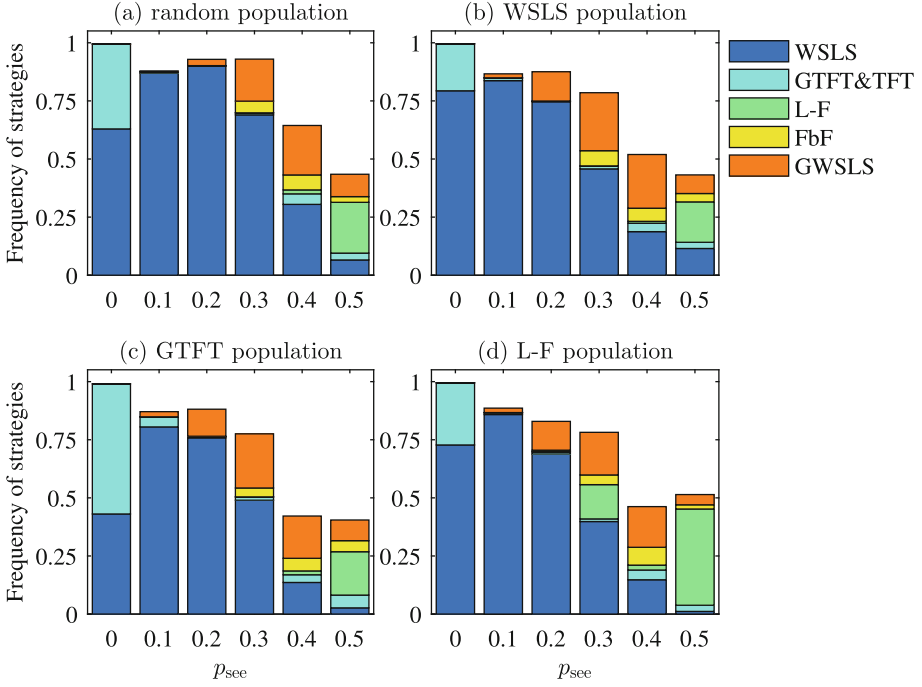 (a) random population
(b) WSLS population
Frequency of strategies
1
0.75
0.5
0.25
0
0 0.1 0.2 0.3 0.4 0.5
1
0.75
0.5
0.25
0
0 0.1 0.2 0.3 0.4 0.5
WSLS
GTFT&TFT
L-F
FbF
GWSLS
(c) GTFT population
(d) L-F population
Frequency of strategies
1
0.75
0.5
0.25
0
0 0.1 0.2 0.3 0.4 0.5
p_see
1
0.75
0.5
0.25
0
0 0.1 0.2 0.3 0.4 0.5
p_see